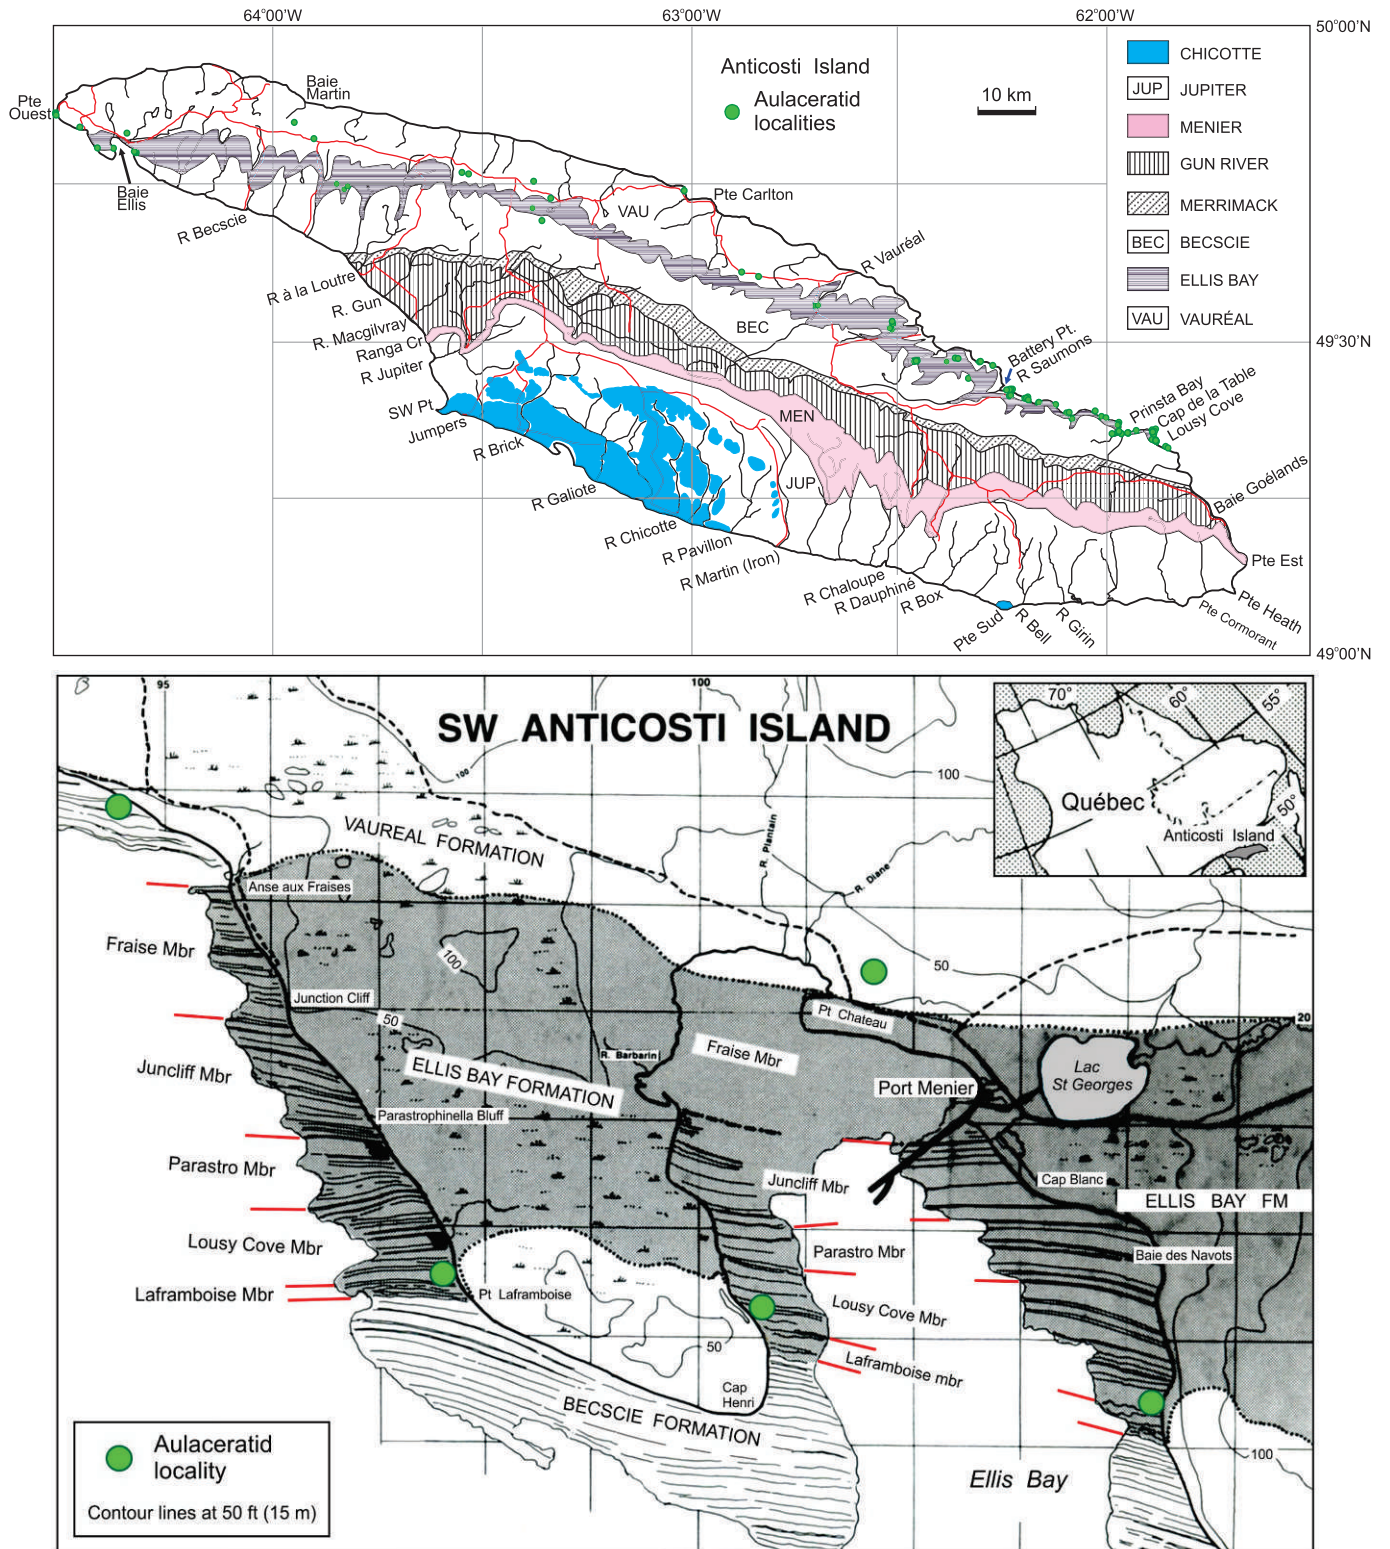 64°00'W
63°00'W
62°00'W
50°00'N
49°30'N
49°00'N
Anticosti Island
Aulaceratid
localities
10 km
CHICOTTE
JUP JUPITER
MENIER
GUN RIVER
MERRIMACK
BEC BECSCIE
ELLIS BAY
VAU VAURÉAL
Pte
Ouest
Baie
Martin
Baie
Ellis
R Becscie
VAU
Pte Carlton
R Vauréal
R à la Loutre
R. Gun
R. Macgilvray
Ranga Cr
R Jupiter
BEC
Battery Pt.
R Saumons
Prinsta Bay
Cap de la Table
Lousy Cove
SW Pt
Jumpers
R Brick
MEN
JUP
R Galiote
R Chicotte
R Pavillon
R Martin (Iron)
R Chaloupe
R Dauphiné
R Box
Pte Sud
R Bell
R Girin
Baie Goélands
Pte Est
Pte Heath
Pte Cormorant
95
100
SW ANTICOSTI ISLAND
70°
60°
55°
50°
Québec
Anticosti Island
100
100
VAUREAL FORMATION
R. Plantain
R. Diane
Anse aux Fraises
Fraise Mbr
100
50
Junction Cliff
50
Pt Chateau
20
R. Barbarin
Fraise Mbr
Lac
St Georges
Juncliff Mbr
ELLIS BAY FORMATION
Port Menier
Parastrophinella Bluff
Parastro Mbr
Juncliff Mbr
Cap Blanc
ELLIS BAY FM
Lousy Cove Mbr
Parastro Mbr
Baie des Navots
Laframboise Mbr
Pt Laframboise
Lousy Cove Mbr
50
Laframboise mbr
Cap
Henri
BECSCIE FORMATION
100
Ellis Bay
Aulaceratid
locality
Contour lines at 50 ft (15 m)